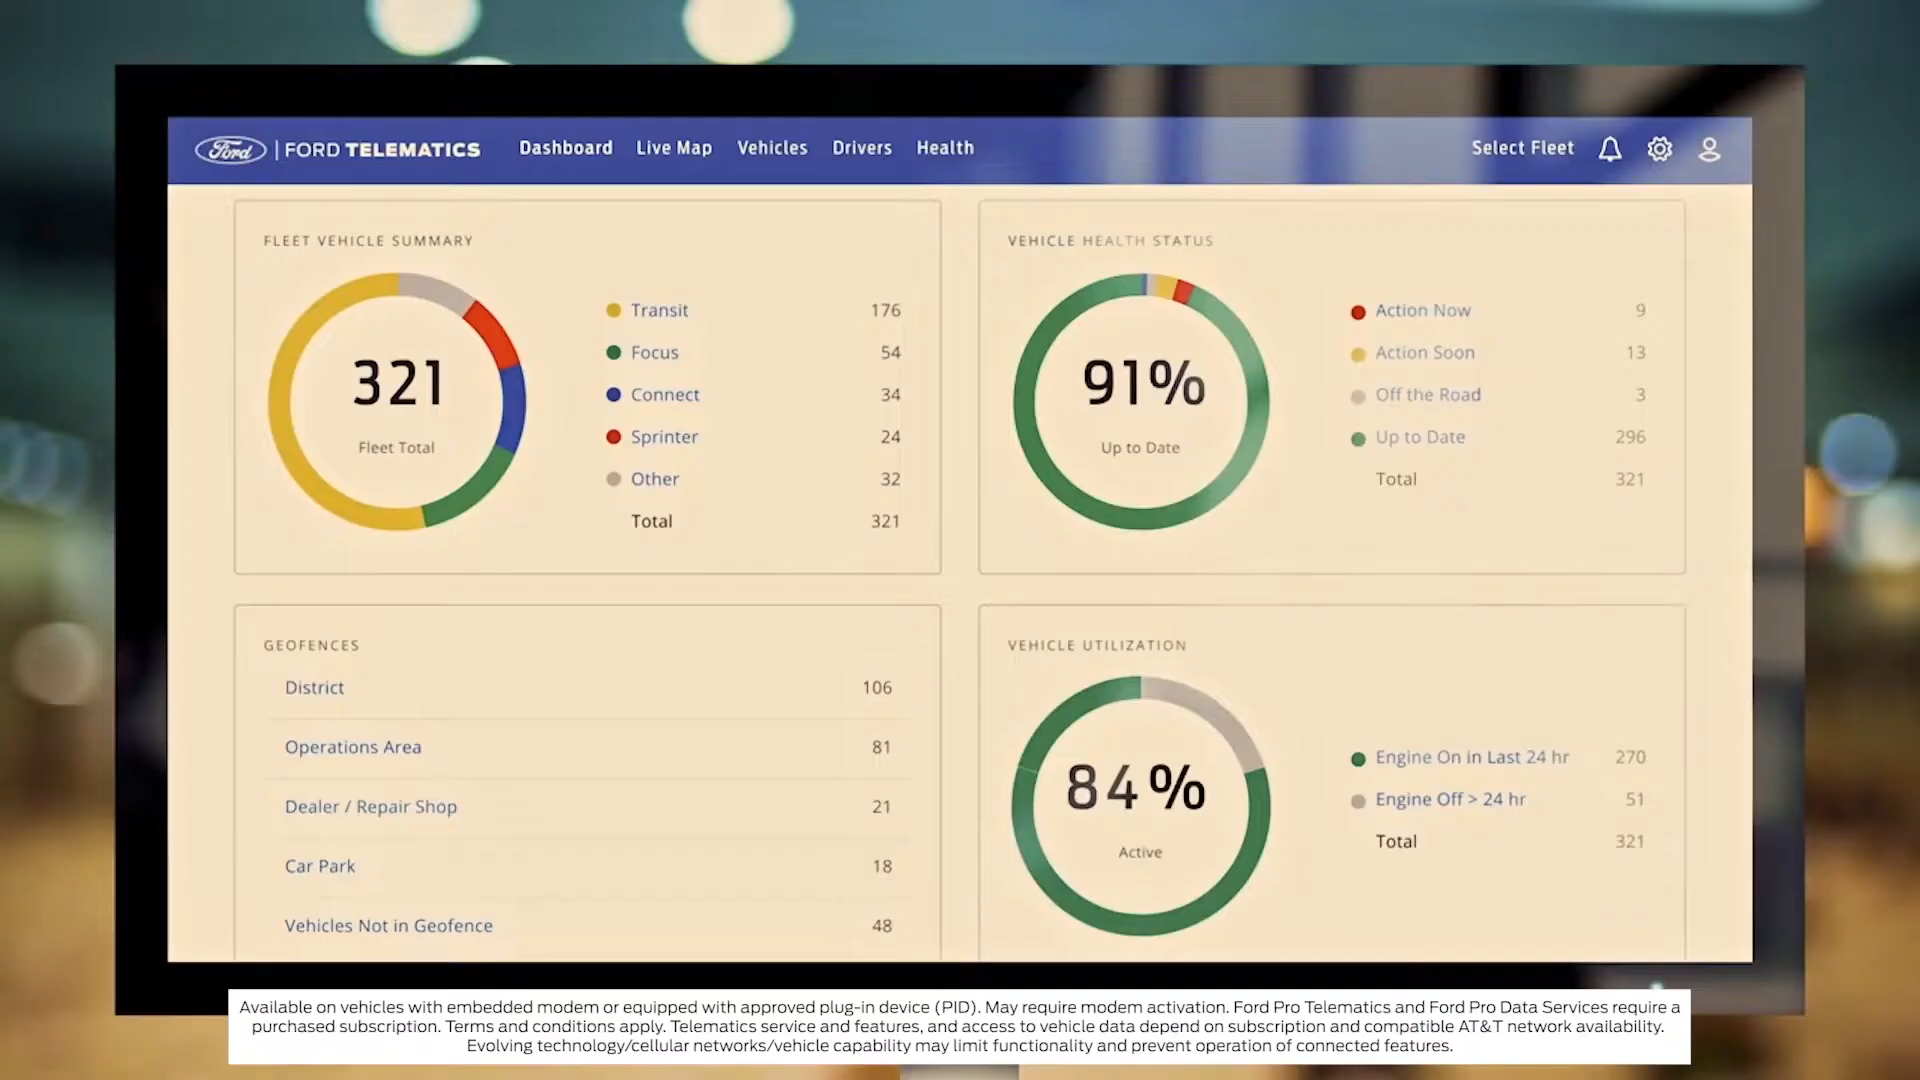 Ford | FORD TELEMATICS Dashboard Live Map Vehicles Drivers Health Select Fleet
FLEET VEHICLE SUMMARY
321
Fleet Total
Transit 176
Focus 54
Connect 34
Sprinter 24
Other 32
Total 321
VEHICLE HEALTH STATUS
91%
Up to Date
Action Now 9
Action Soon 13
Off the Road 3
Up to Date 296
Total 321
GEOFENCES
District 106
Operations Area 81
Dealer / Repair Shop 21
Car Park 18
Vehicles Not in Geofence 48
VEHICLE UTILIZATION
84%
Active
Engine On in Last 24 hr 270
Engine Off > 24 hr 51
Total 321
Available on vehicles with embedded modem or equipped with approved plug-in device (PID). May require modem activation. Ford Pro Telematics and Ford Pro Data Services require a
purchased subscription. Terms and conditions apply. Telematics service and features, and access to vehicle data depend on subscription and compatible AT&T network availability.
Evolving technology/cellular networks/vehicle capability may limit functionality and prevent operation of connected features.